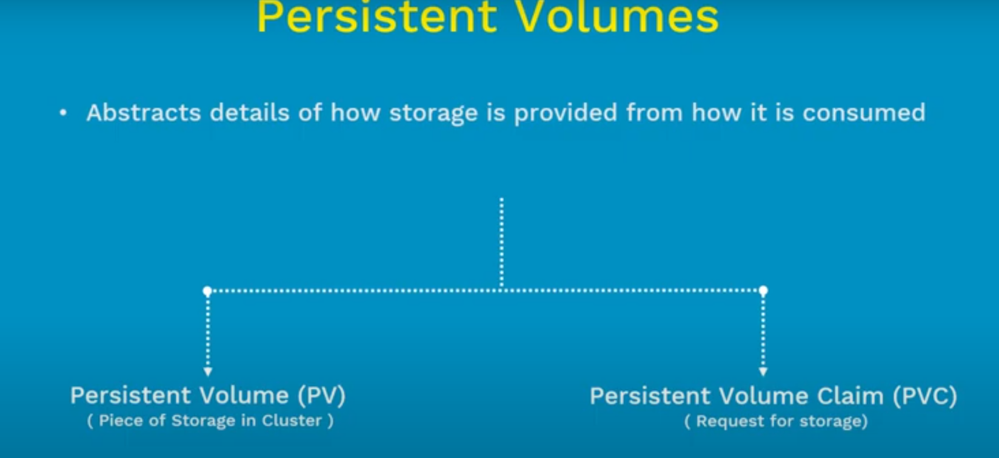 Persistent Volumes
• Abstracts details of how storage is provided from how it is consumed
Persistent Volume (PV)
( Piece of Storage in Cluster )
Persistent Volume Claim (PVC)
( Request for storage)